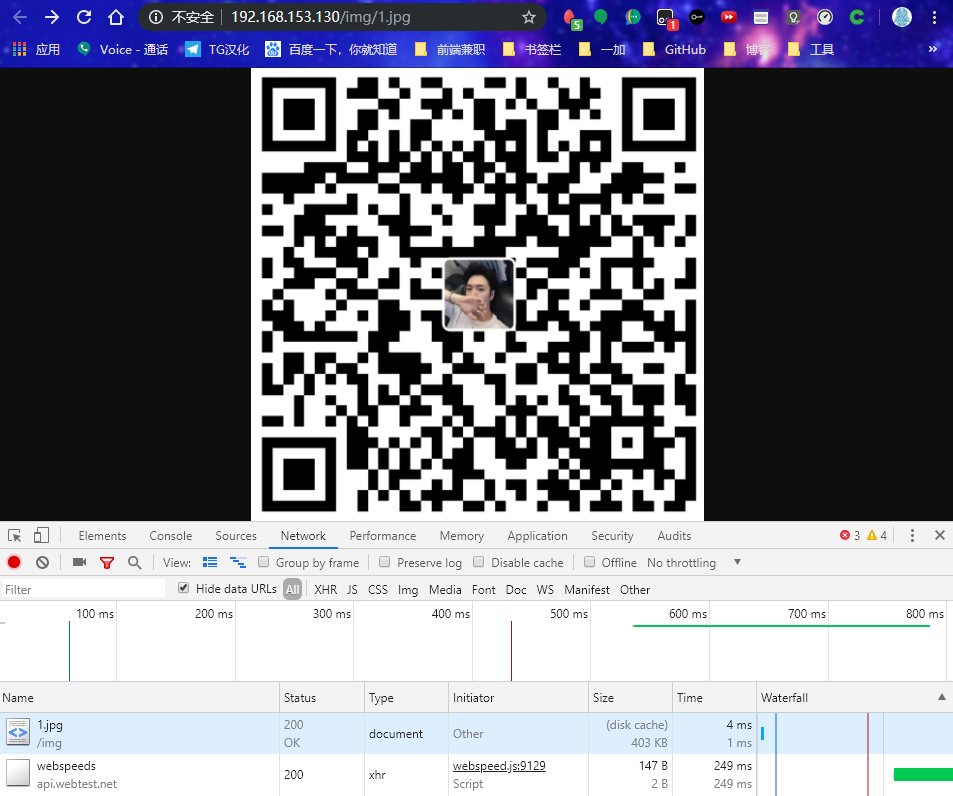 不安全 192.168.153.130/img/1.jpg 5 1
应用 Voice - 通话 TG汉化 百度一下，你就知道 前端兼职 书签栏 一加 GitHub 博客 工具 »
Elements Console Sources Network Performance Memory Application Security Audits 3 4
View: Group by frame Preserve log Disable cache Offline No throttling
Filter Hide data URLs All XHR JS CSS Img Media Font Doc WS Manifest Other
100 ms 200 ms 300 ms 400 ms 500 ms 600 ms 700 ms 800 ms
Name Status Type Initiator Size Time Waterfall
1.jpg 200 document Other (disk cache) 4 ms
/img OK 403 KB 1 ms
webspeeds 200 xhr webspeed.js:9129 147 B 249 ms
api.webtest.net Script 2 B 249 ms